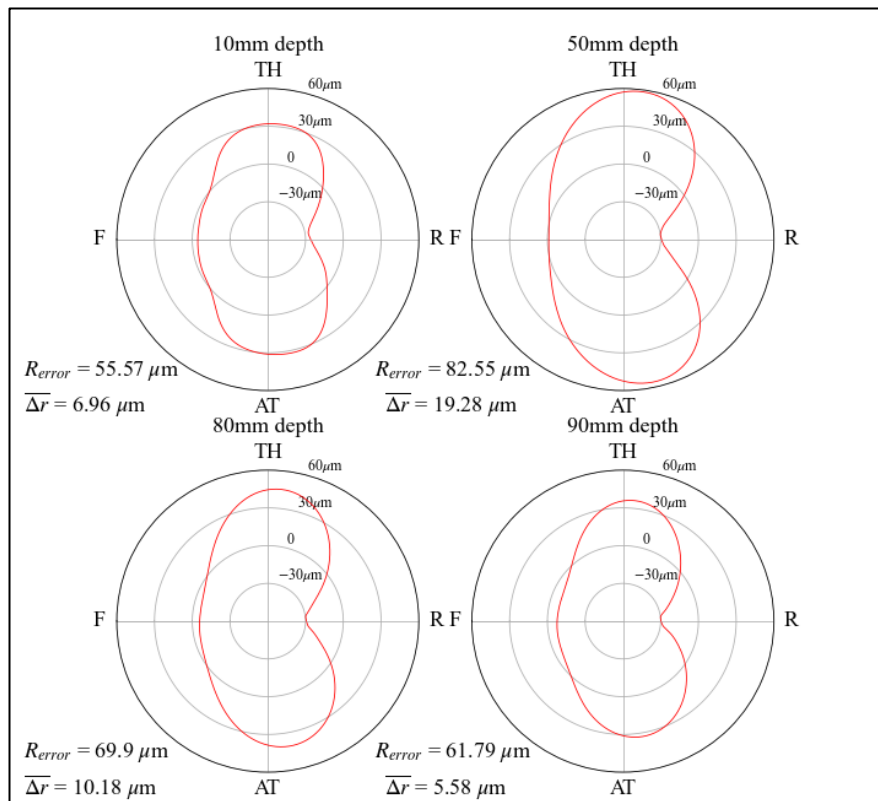 10mm depth
TH
60μm
30μm
0
−30μm
F
R
AT
R_error = 55.57 μm
Δr̅ = 6.96 μm
50mm depth
TH
60μm
30μm
0
−30μm
F
R
AT
R_error = 82.55 μm
Δr̅ = 19.28 μm
80mm depth
TH
60μm
30μm
0
−30μm
F
R
AT
R_error = 69.9 μm
Δr̅ = 10.18 μm
90mm depth
TH
60μm
30μm
0
−30μm
F
R
AT
R_error = 61.79 μm
Δr̅ = 5.58 μm